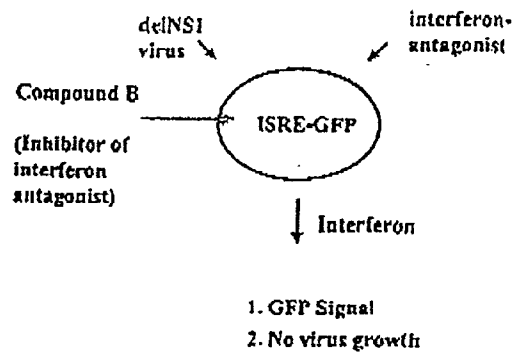 delNS1
virus
interferon-
antagonist
Compound B
(Inhibitor of
interferon
antagonist)
ISRE-GFP
Interferon
1. GFP Signal
2. No virus growth